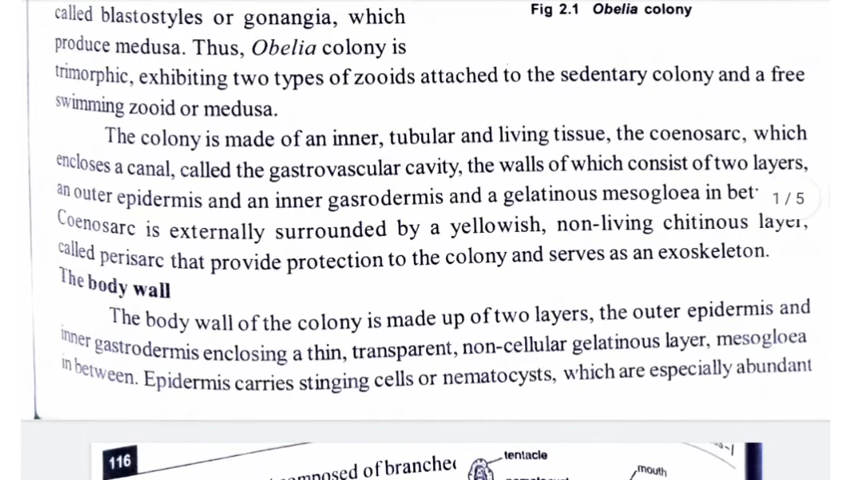 called blastostyles or gonangia, which
Fig 2.1 Obelia colony
produce medusa. Thus, Obelia colony is
trimorphic, exhibiting two types of zooids attached to the sedentary colony and a free
swimming zooid or medusa.
The colony is made of an inner, tubular and living tissue, the coenosarc, which
encloses a canal, called the gastrovascular cavity, the walls of which consist of two layers,
an outer epidermis and an inner gasrodermis and a gelatinous mesogloea in bet
1 / 5
Coenosarc is externally surrounded by a yellowish, non-living chitinous layer,
called perisarc that provide protection to the colony and serves as an exoskeleton.
The body wall
The body wall of the colony is made up of two layers, the outer epidermis and
inner gastrodermis enclosing a thin, transparent, non-cellular gelatinous layer, mesogloea
in between. Epidermis carries stinging cells or nematocysts, which are especially abundant
116
of branche
tentacle
mouth